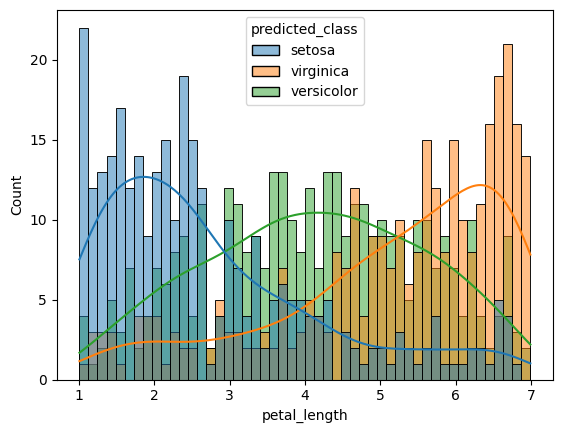 predicted_class
setosa
virginica
versicolor
Count
20
15
10
5
0
1 2 3 4 5 6 7
petal_length